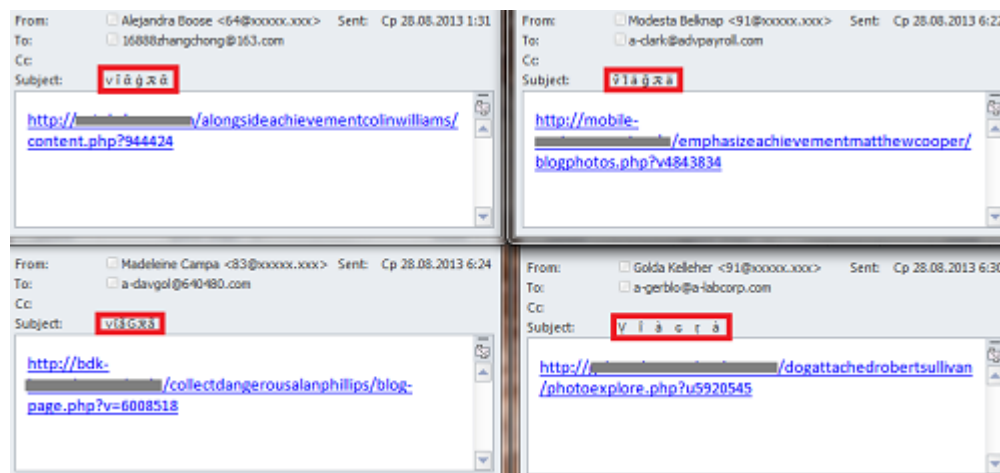 From: Alejandra Boose <64@xxxxx.xxx> Sent: Ср 28.08.2013 1:31
To: 16888zhangchong@163.com
Cc:
Subject:
http:// /alongsideachievementcolinwilliams/
content.php?944424
From: Modesta Belknap <91@xxxxx.xxx> Sent: Ср 28.08.2013 6:22
To: a-clark@advpayroll.com
Cc:
Subject:
http://mobile-
/emphasizeachievementmatthewcooper/
blogphotos.php?v4843834
From: Madeleine Campa <83@xxxxx.xxx> Sent: Ср 28.08.2013 6:24
To: a-davgol@640480.com
Cc:
Subject:
http://bdk-
/collectdangerousalanphillips/blog-
page.php?v=6008518
From: Golda Kelleher <91@xxxxx.xxx> Sent: Ср 28.08.2013 6:30
To: a-gerblo@a-labcorp.com
Cc:
Subject:
http:// /dogattachedrobertsullivan
/photoexplore.php?u5920545